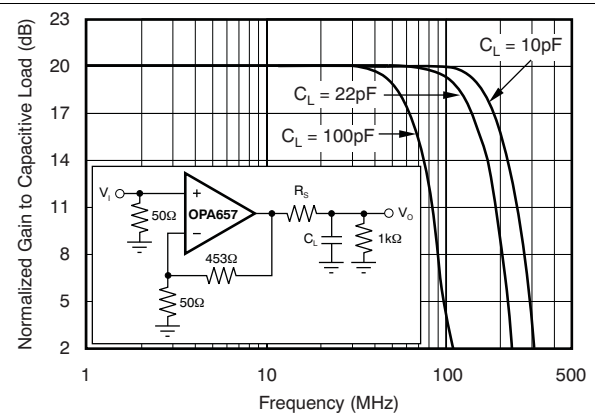 Normalized Gain to Capacitive Load (dB)
23
20
17
14
11
8
5
2
C_L = 10pF
C_L = 22pF
C_L = 100pF
V_I
+
OPA657
–
50Ω
453Ω
50Ω
R_S
C_L
1kΩ
V_O
1
10
100
500
Frequency (MHz)